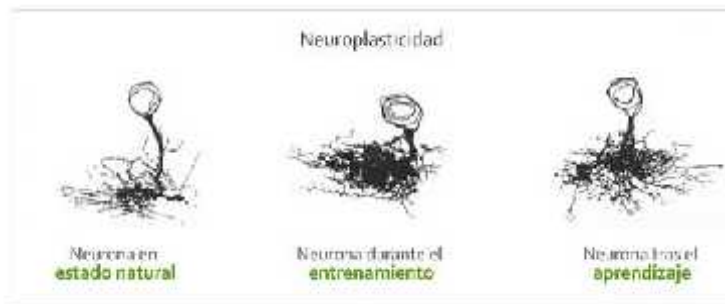 Neuroplasticidad
Neurona en
estado natural
Neurona durante el
entrenamiento
Neurona tras el
aprendizaje